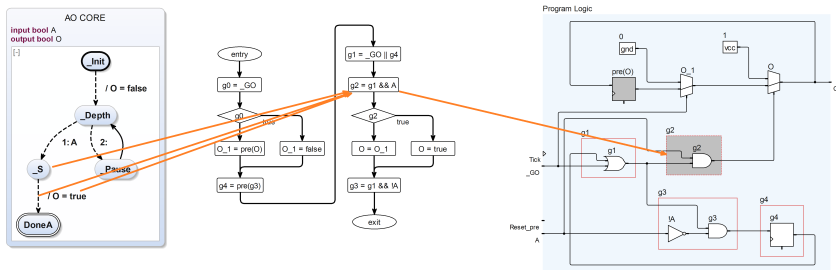 AO CORE
input bool A
output bool O
[-]
_Init
/ O = false
_Depth
1: A
2:
_S
_Pause
/ O = true
DoneA
entry
g0 = _GO
g0
true
O_1 = pre(O)
O_1 = false
g4 = pre(g3)
g1 = _GO || g4
g2 = g1 && A
g2
true
O = O_1
O = true
g3 = g1 && !A
exit
Program Logic
0
gnd
1
vcc
O_1
O
pre(O)
g1
g1
g2
g2
Tick
_GO
g3
!A
g3
g4
g4
Reset_pre
A